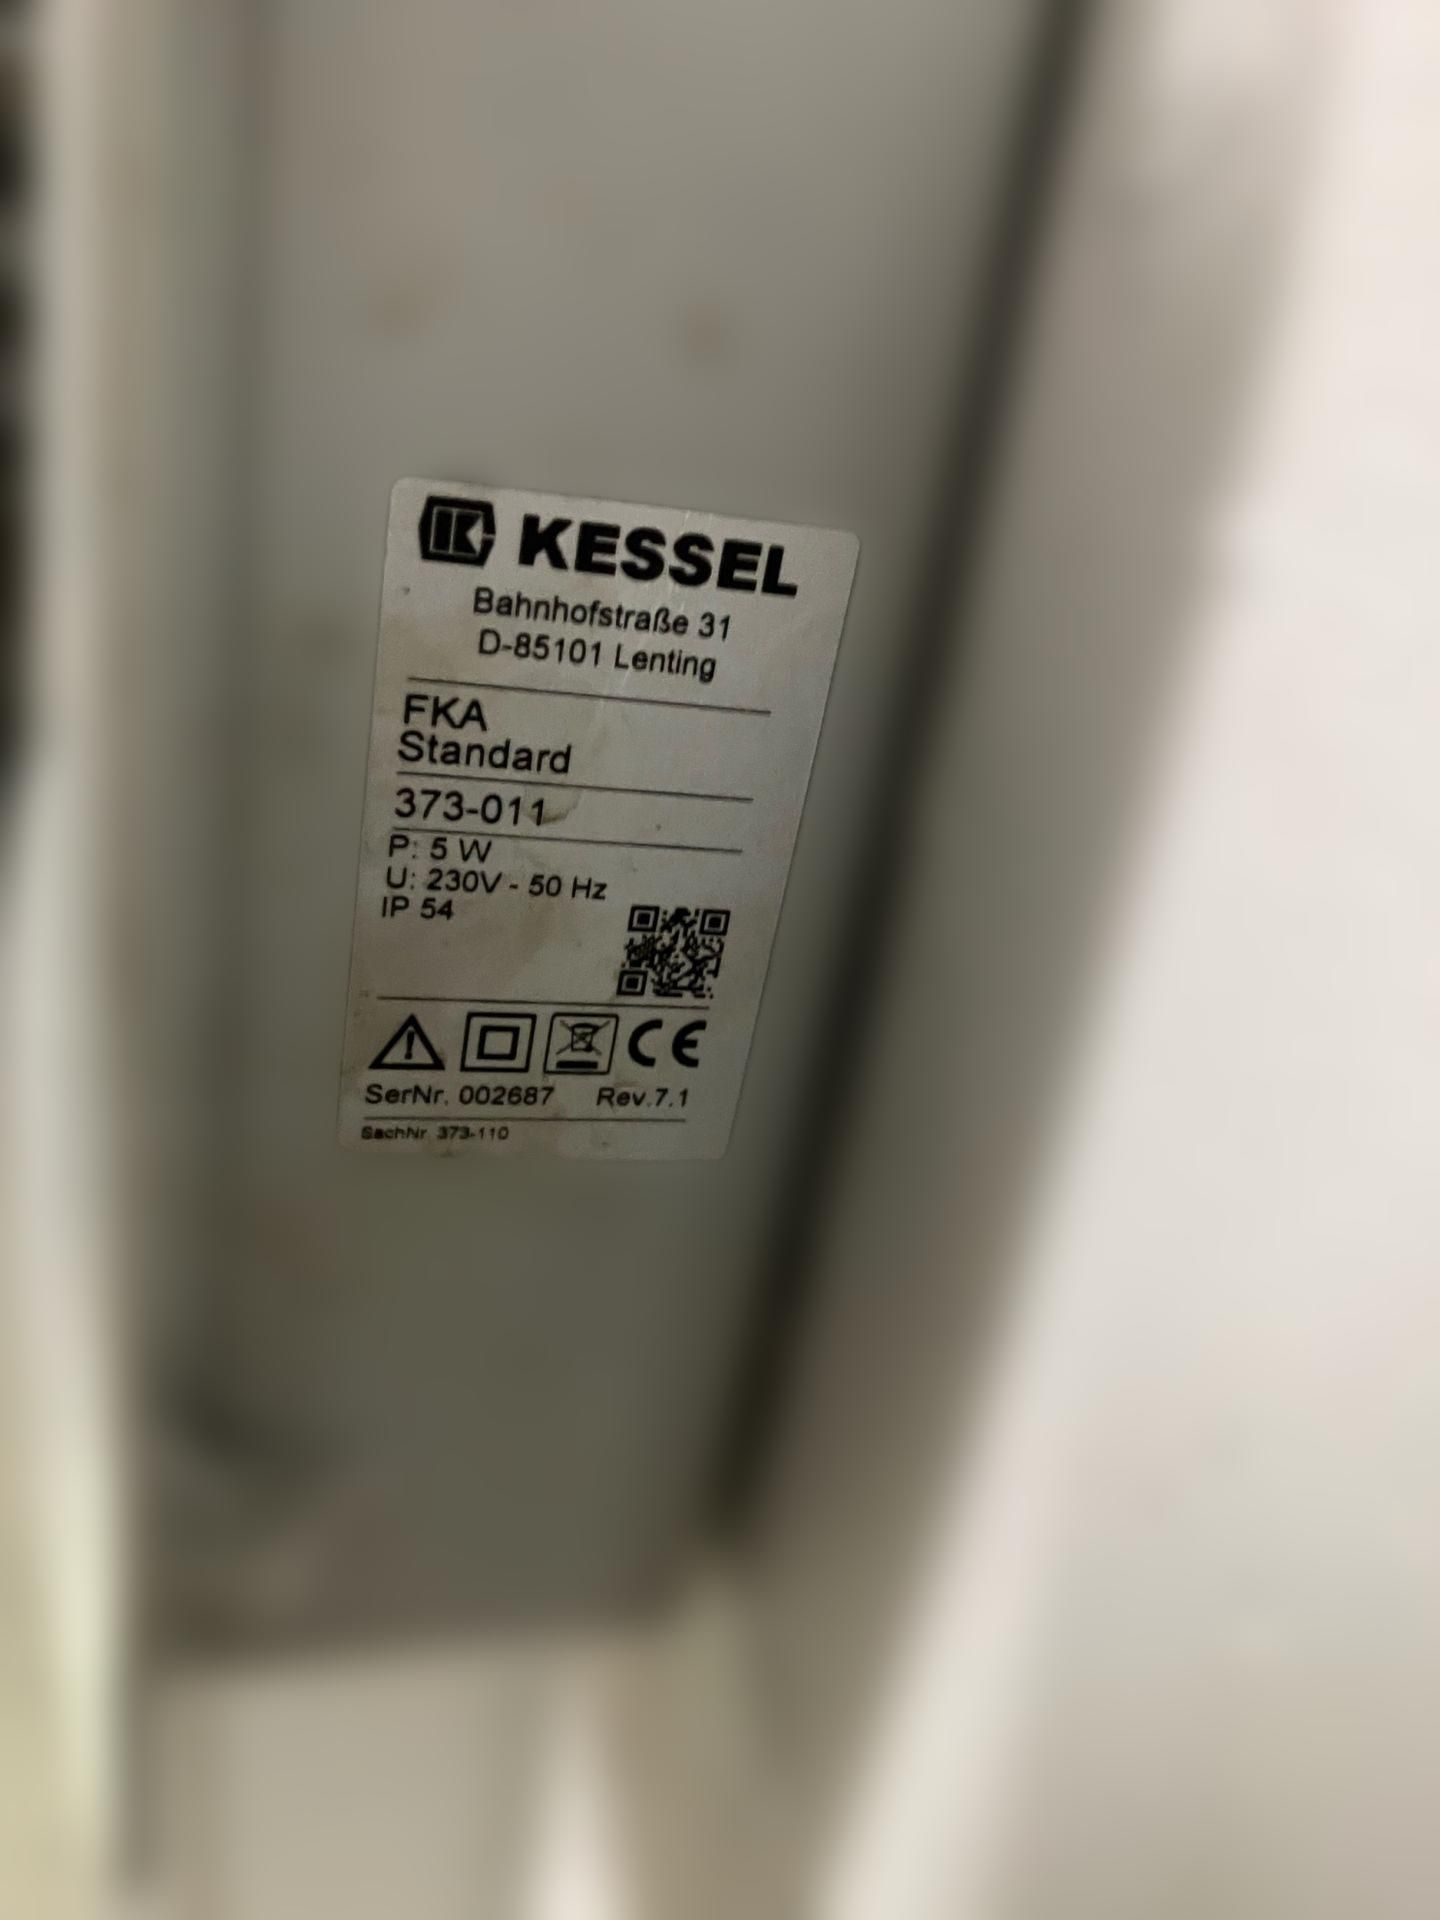 KESSEL
Bahnhofstraße 31
D-85101 Lenting
FKA
Standard
373-011
P: 5 W
U: 230V - 50 Hz
IP 54
CE
SerNr. 002687 Rev.7.1
SachNr 373-110